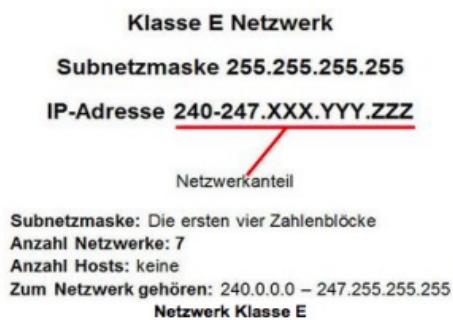 Klasse E Netzwerk
Subnetzmaske 255.255.255.255
IP-Adresse 240-247.XXX.YYY.ZZZ
Netzwerkanteil
Subnetzmaske: Die ersten vier Zahlenblöcke
Anzahl Netzwerke: 7
Anzahl Hosts: keine
Zum Netzwerk gehören: 240.0.0.0 – 247.255.255.255
Netzwerk Klasse E